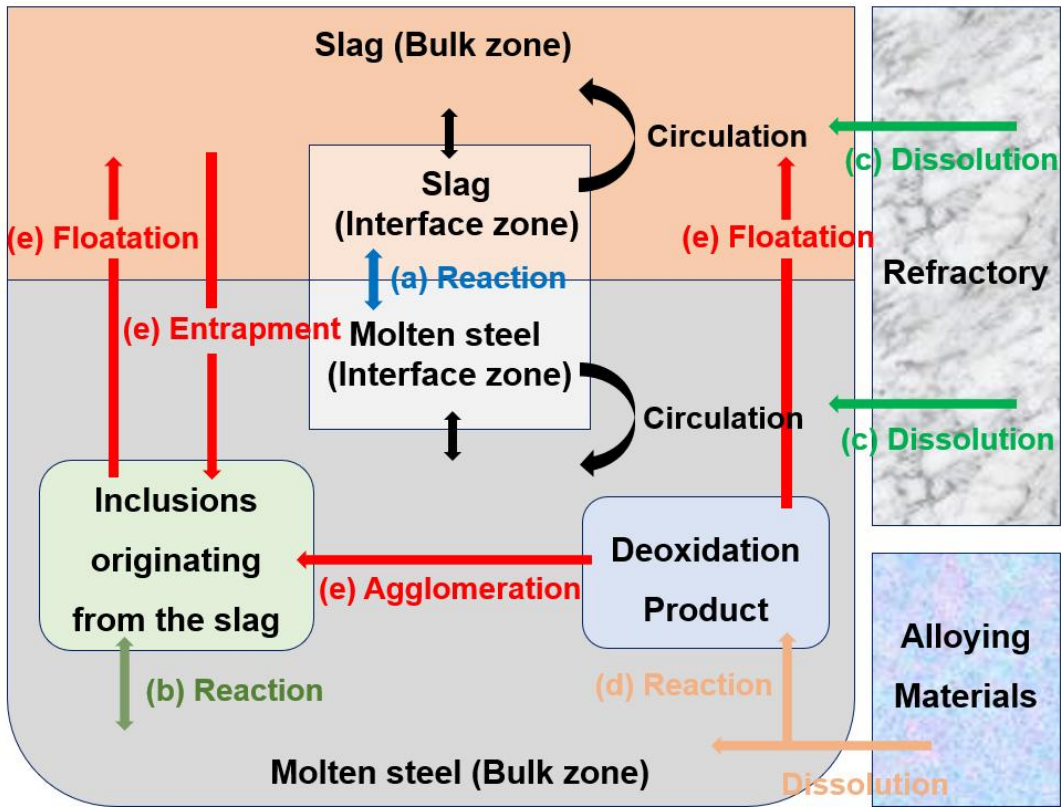 Slag (Bulk zone)
Circulation
(c) Dissolution
Slag
(Interface zone)
(e) Floatation
(e) Floatation
Refractory
(a) Reaction
(e) Entrapment
Molten steel
(Interface zone)
Circulation
(c) Dissolution
Inclusions
originating
from the slag
(e) Agglomeration
Deoxidation
Product
Alloying
Materials
(b) Reaction
(d) Reaction
Molten steel (Bulk zone)
Dissolution